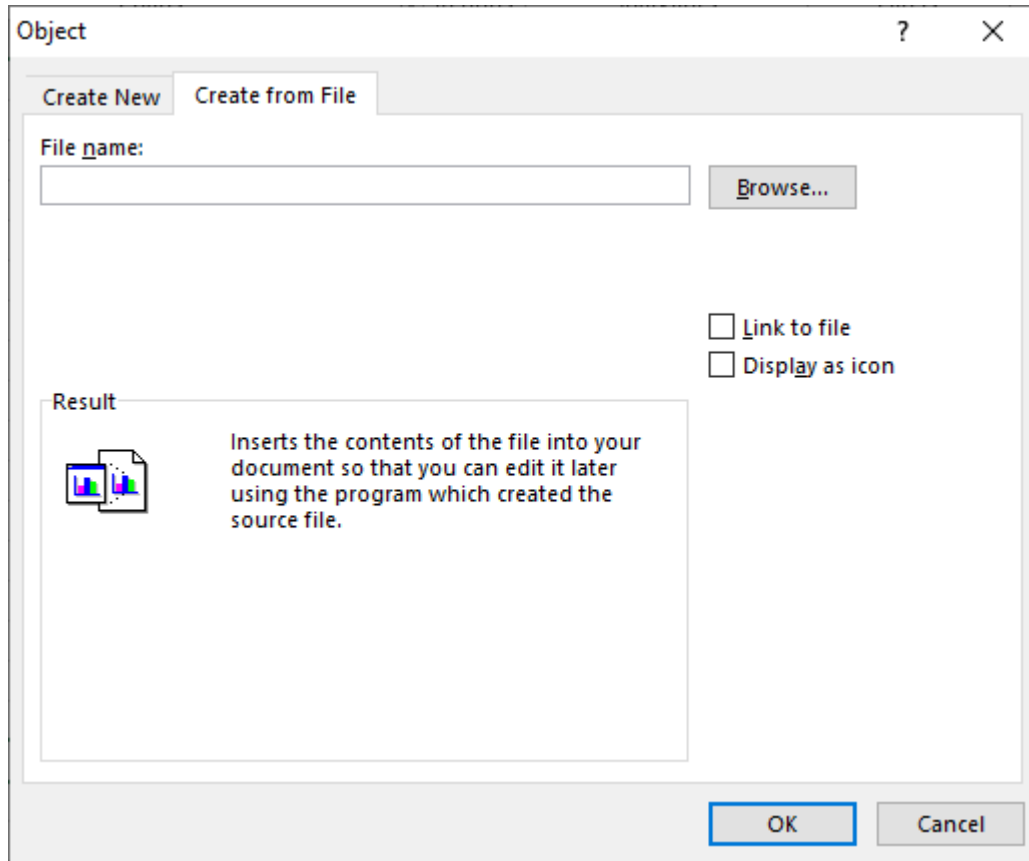 Object
?
Create New
Create from File
File name:
Browse...
Link to file
Display as icon
Result
Inserts the contents of the file into your
document so that you can edit it later
using the program which created the
source file.
OK
Cancel